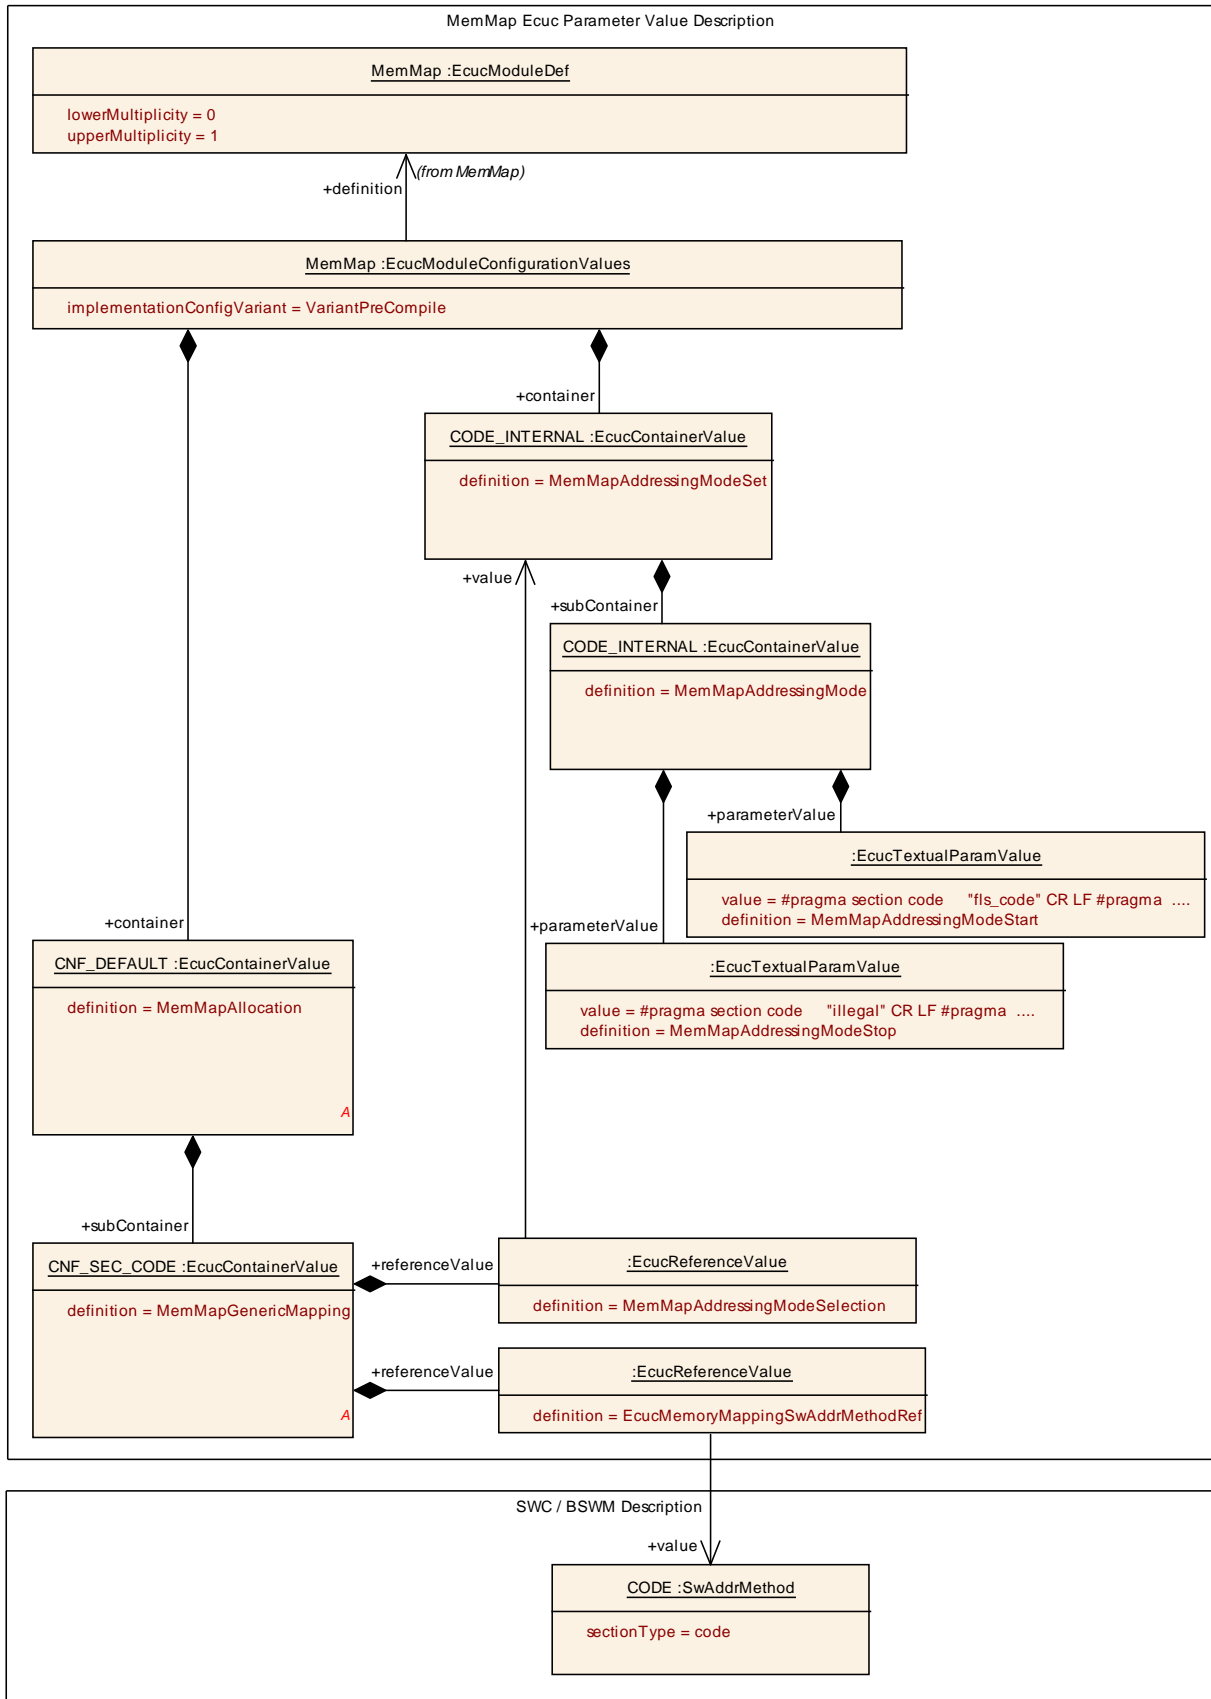 MemMap Ecuc Parameter Value Description
MemMap :EcucModuleDef
lowerMultiplicity = 0
upperMultiplicity = 1
(from MemMap)
+definition
MemMap :EcucModuleConfigurationValues
implementationConfigVariant = VariantPreCompile
+container
CODE_INTERNAL :EcucContainerValue
definition = MemMapAddressingModeSet
+value
+subContainer
CODE_INTERNAL :EcucContainerValue
definition = MemMapAddressingMode
+parameterValue
:EcucTextualParamValue
value = #pragma section code "fls_code" CR LF #pragma ....
definition = MemMapAddressingModeStart
+container
+parameterValue
CNF_DEFAULT :EcucContainerValue
definition = MemMapAllocation
A
:EcucTextualParamValue
value = #pragma section code "illegal" CR LF #pragma ....
definition = MemMapAddressingModeStop
+subContainer
CNF_SEC_CODE :EcucContainerValue
definition = MemMapGenericMapping
A
+referenceValue
:EcucReferenceValue
definition = MemMapAddressingModeSelection
+referenceValue
:EcucReferenceValue
definition = EcucMemoryMappingSwAddrMethodRef
SWC / BSWM Description
+value
CODE :SwAddrMethod
sectionType = code